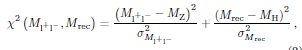 χ² (M_{l⁺l⁻}, M_{rec}) = (M_{l⁺l⁻} − M_Z)² / σ²_{M_{l⁺l⁻}} + (M_{rec} − M_H)² / σ²_{M_{rec}} ,